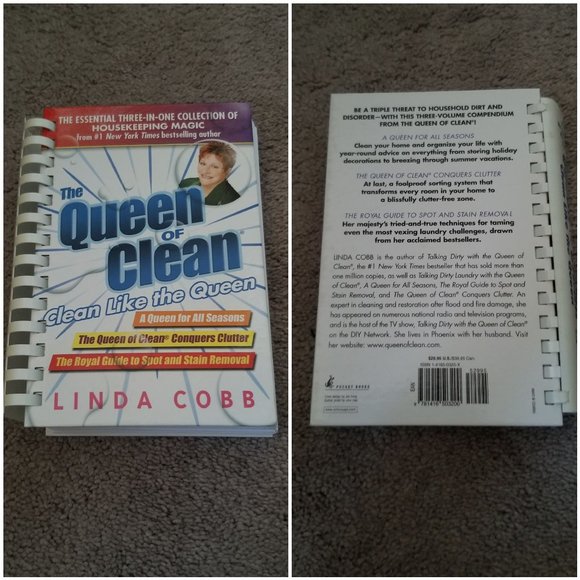 THE ESSENTIAL THREE-IN-ONE COLLECTION OF
HOUSEKEEPING MAGIC
from #1 New York Times bestselling author
The
Queen
OF
Clean®
Clean Like the Queen
A Queen for All Seasons
The Queen of Clean® Conquers Clutter
The Royal Guide to Spot and Stain Removal
LINDA COBB
BE A TRIPLE THREAT TO HOUSEHOLD DIRT AND
DISORDER—WITH THIS THREE-VOLUME COMPENDIUM
FROM THE QUEEN OF CLEAN®!
A QUEEN FOR ALL SEASONS
Clean your home and organize your life with
year-round advice on everything from storing holiday
decorations to breezing through summer vacations.
THE QUEEN OF CLEAN® CONQUERS CLUTTER
At last, a foolproof sorting system that
transforms every room in your home to
a blissfully clutter-free zone.
THE ROYAL GUIDE TO SPOT AND STAIN REMOVAL
Her majesty's tried-and-true techniques for taming
even the most vexing laundry challenges, drawn
from her acclaimed bestsellers.
LINDA COBB is the author of Talking Dirty with the Queen of
Clean®, the #1 New York Times bestseller that has sold more than
one million copies, as well as Talking Dirty Laundry with the Queen
of Clean®, A Queen for All Seasons, The Royal Guide to Spot and
Stain Removal, and The Queen of Clean® Conquers Clutter. An
expert in cleaning and restoration after flood and fire damage, she
has appeared on numerous national radio and television programs,
and is the host of the TV show, Talking Dirty with the Queen of Clean®
on the DIY Network. She lives in Phoenix with her husband. Visit
her website: www.queenofclean.com.
52995
POCKET BOOKS
9 781416 503200